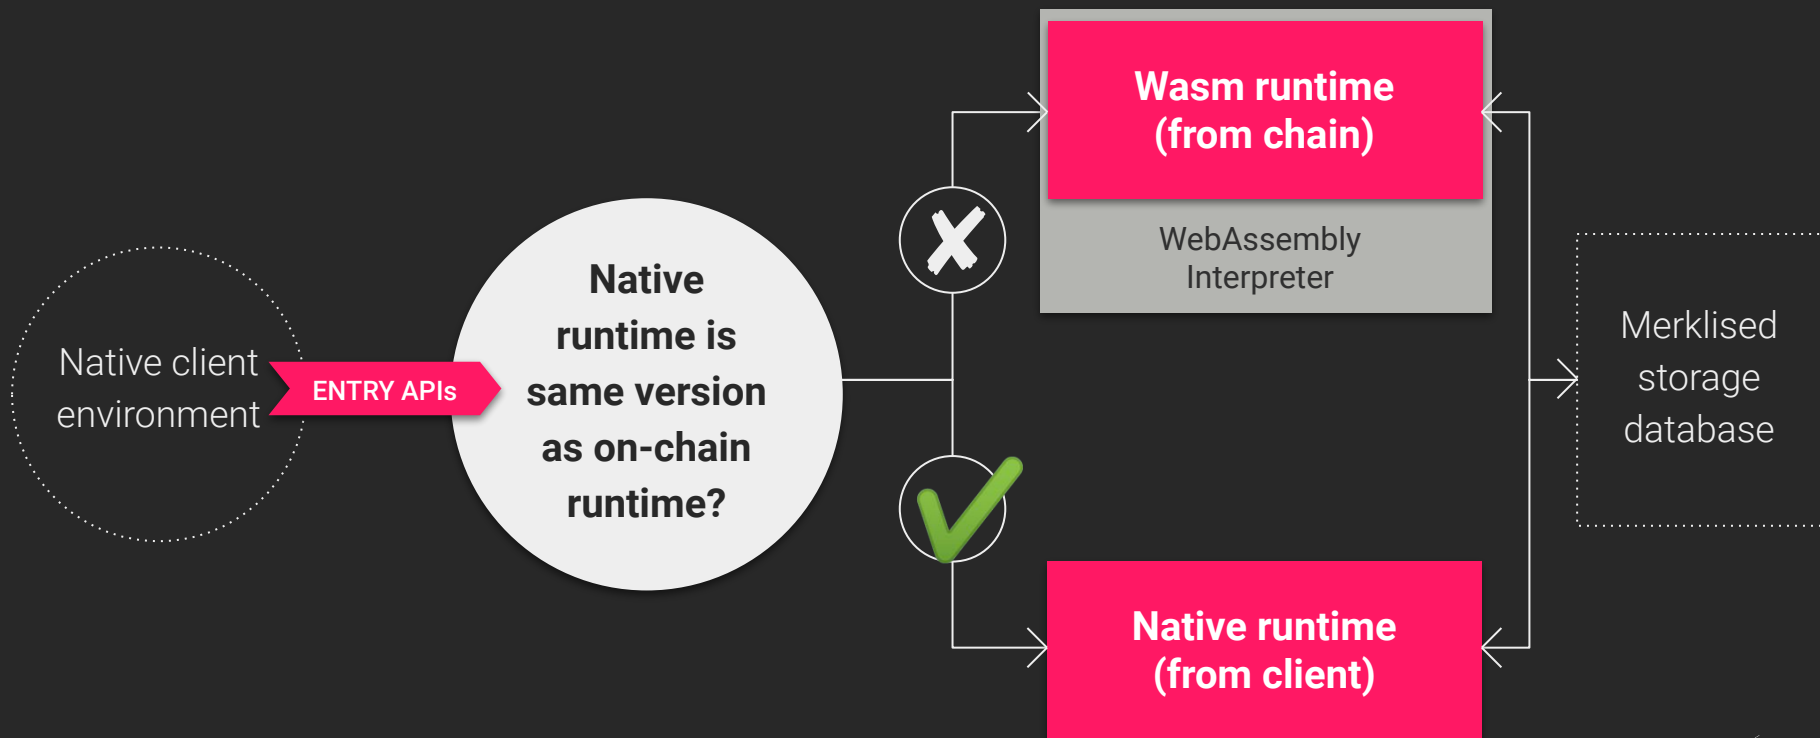 Native client
environment
ENTRY APIs
Native
runtime is
same version
as on-chain
runtime?
Wasm runtime
(from chain)
WebAssembly
Interpreter
Native runtime
(from client)
Merklised
storage
database